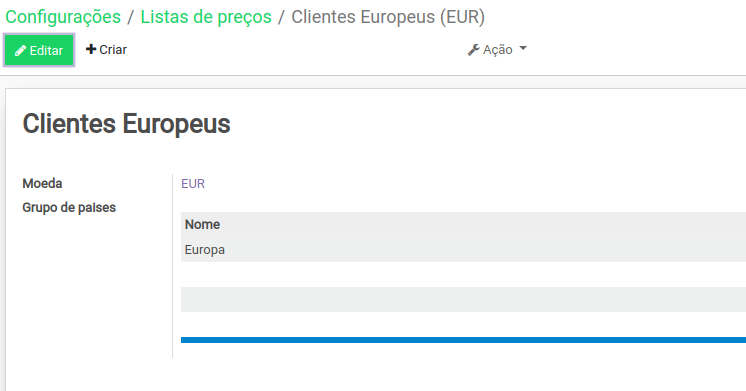 Configurações / Listas de preços / Clientes Europeus (EUR)
Editar Criar Ação
Clientes Europeus
Moeda EUR
Grupo de paises
Nome
Europa